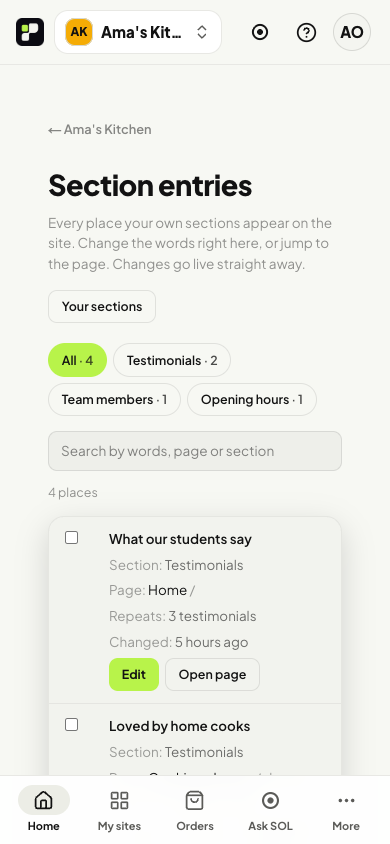 AK Ama's Kit...
AO
← Ama's Kitchen
Section entries
Every place your own sections appear on the
site. Change the words right here, or jump to
the page. Changes go live straight away.
Your sections
All · 4 Testimonials · 2
Team members · 1 Opening hours · 1
Search by words, page or section
4 places
What our students say
Section: Testimonials
Page: Home /
Repeats: 3 testimonials
Changed: 5 hours ago
Edit Open page
Loved by home cooks
Section: Testimonials
Home My sites Orders Ask SOL More